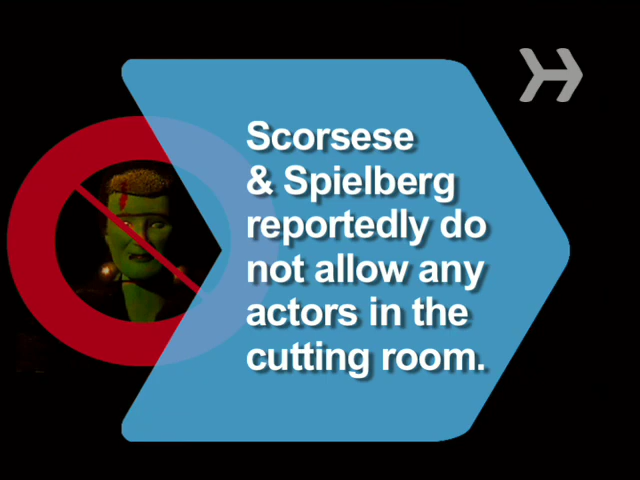 Scorsese
& Spielberg
reportedly do
not allow any
actors in the
cutting room.